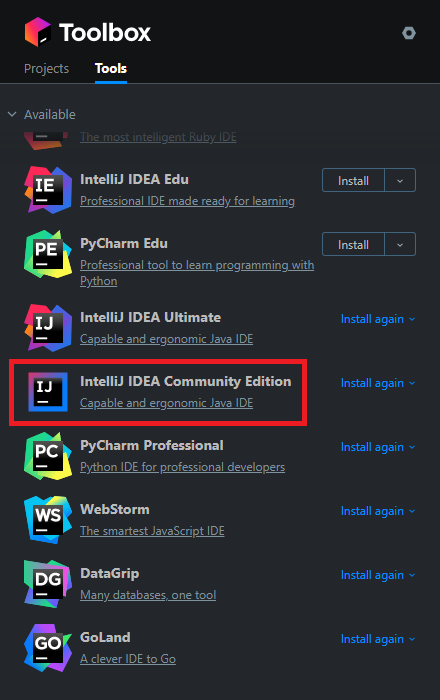 Toolbox
Projects Tools
Available
The most intelligent Ruby IDE
IE IntelliJ IDEA Edu Install
Professional IDE made ready for learning
PE PyCharm Edu Install
Professional tool to learn programming with
Python
IJ IntelliJ IDEA Ultimate Install again
Capable and ergonomic Java IDE
IJ IntelliJ IDEA Community Edition Install again
Capable and ergonomic Java IDE
PC PyCharm Professional Install again
Python IDE for professional developers
WS WebStorm Install again
The smartest JavaScript IDE
DG DataGrip Install again
Many databases, one tool
GO GoLand Install again
A clever IDE to Go